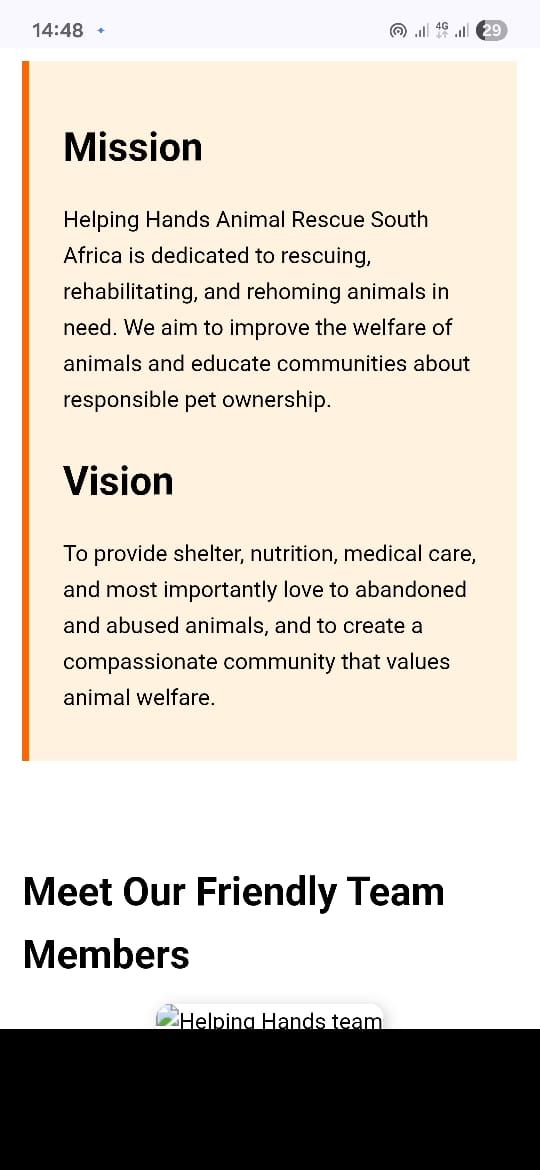 14:48
4G
29
Mission
Helping Hands Animal Rescue South
Africa is dedicated to rescuing,
rehabilitating, and rehoming animals in
need. We aim to improve the welfare of
animals and educate communities about
responsible pet ownership.
Vision
To provide shelter, nutrition, medical care,
and most importantly love to abandoned
and abused animals, and to create a
compassionate community that values
animal welfare.
Meet Our Friendly Team
Members
Helping Hands team